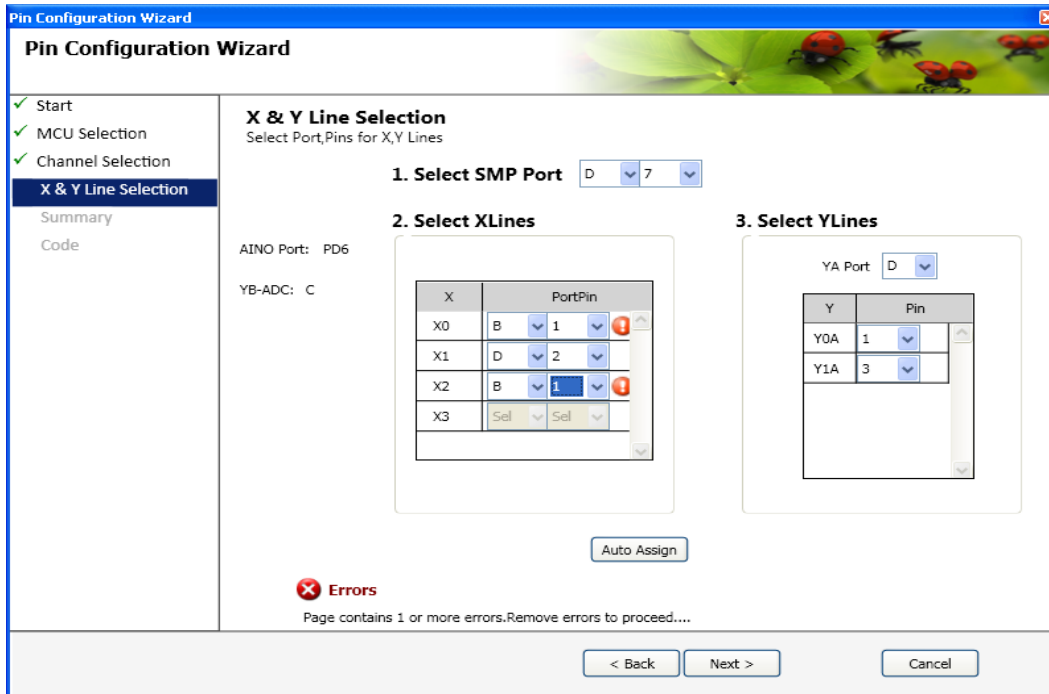 Pin Configuration Wizard
Pin Configuration Wizard
Start
MCU Selection
Channel Selection
X & Y Line Selection
Summary
Code
X & Y Line Selection
Select Port,Pins for X,Y Lines
1. Select SMP Port D 7
2. Select XLines
3. Select YLines
AINO Port: PD6
YB-ADC: C
X PortPin
X0 B 1
X1 D 2
X2 B 1
X3 Sel Sel
YA Port D
Y Pin
Y0A 1
Y1A 3
Auto Assign
Errors
Page contains 1 or more errors.Remove errors to proceed....
< Back Next > Cancel